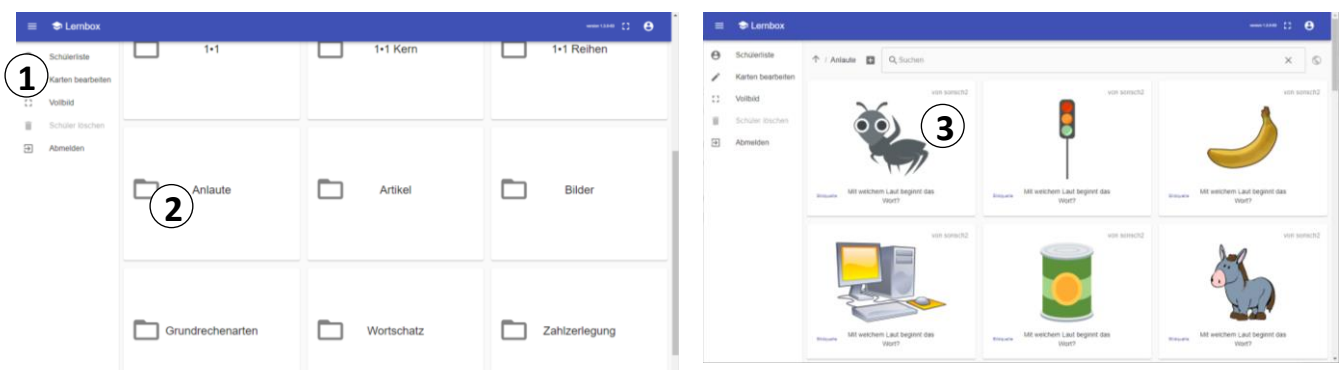 Lernbox
Schülerliste
Karten bearbeiten
Vollbild
Schüler löschen
Abmelden
1
1•1
1•1 Kern
1•1 Reihen
Anlaute
Artikel
Bilder
2
Grundrechenarten
Wortschatz
Zahlzerlegung
Lernbox
Schülerliste
Karten bearbeiten
Vollbild
Schüler löschen
Abmelden
/ Anlaute
Suchen
von sonsch2
von sonsch2
von sonsch2
3
Mit welchem Laut beginnt das
Wort?
Mit welchem Laut beginnt das
Wort?
Mit welchem Laut beginnt das
Wort?
von sonsch2
von sonsch2
von sonsch2
Mit welchem Laut beginnt das
Wort?
Mit welchem Laut beginnt das
Wort?
Mit welchem Laut beginnt das
Wort?